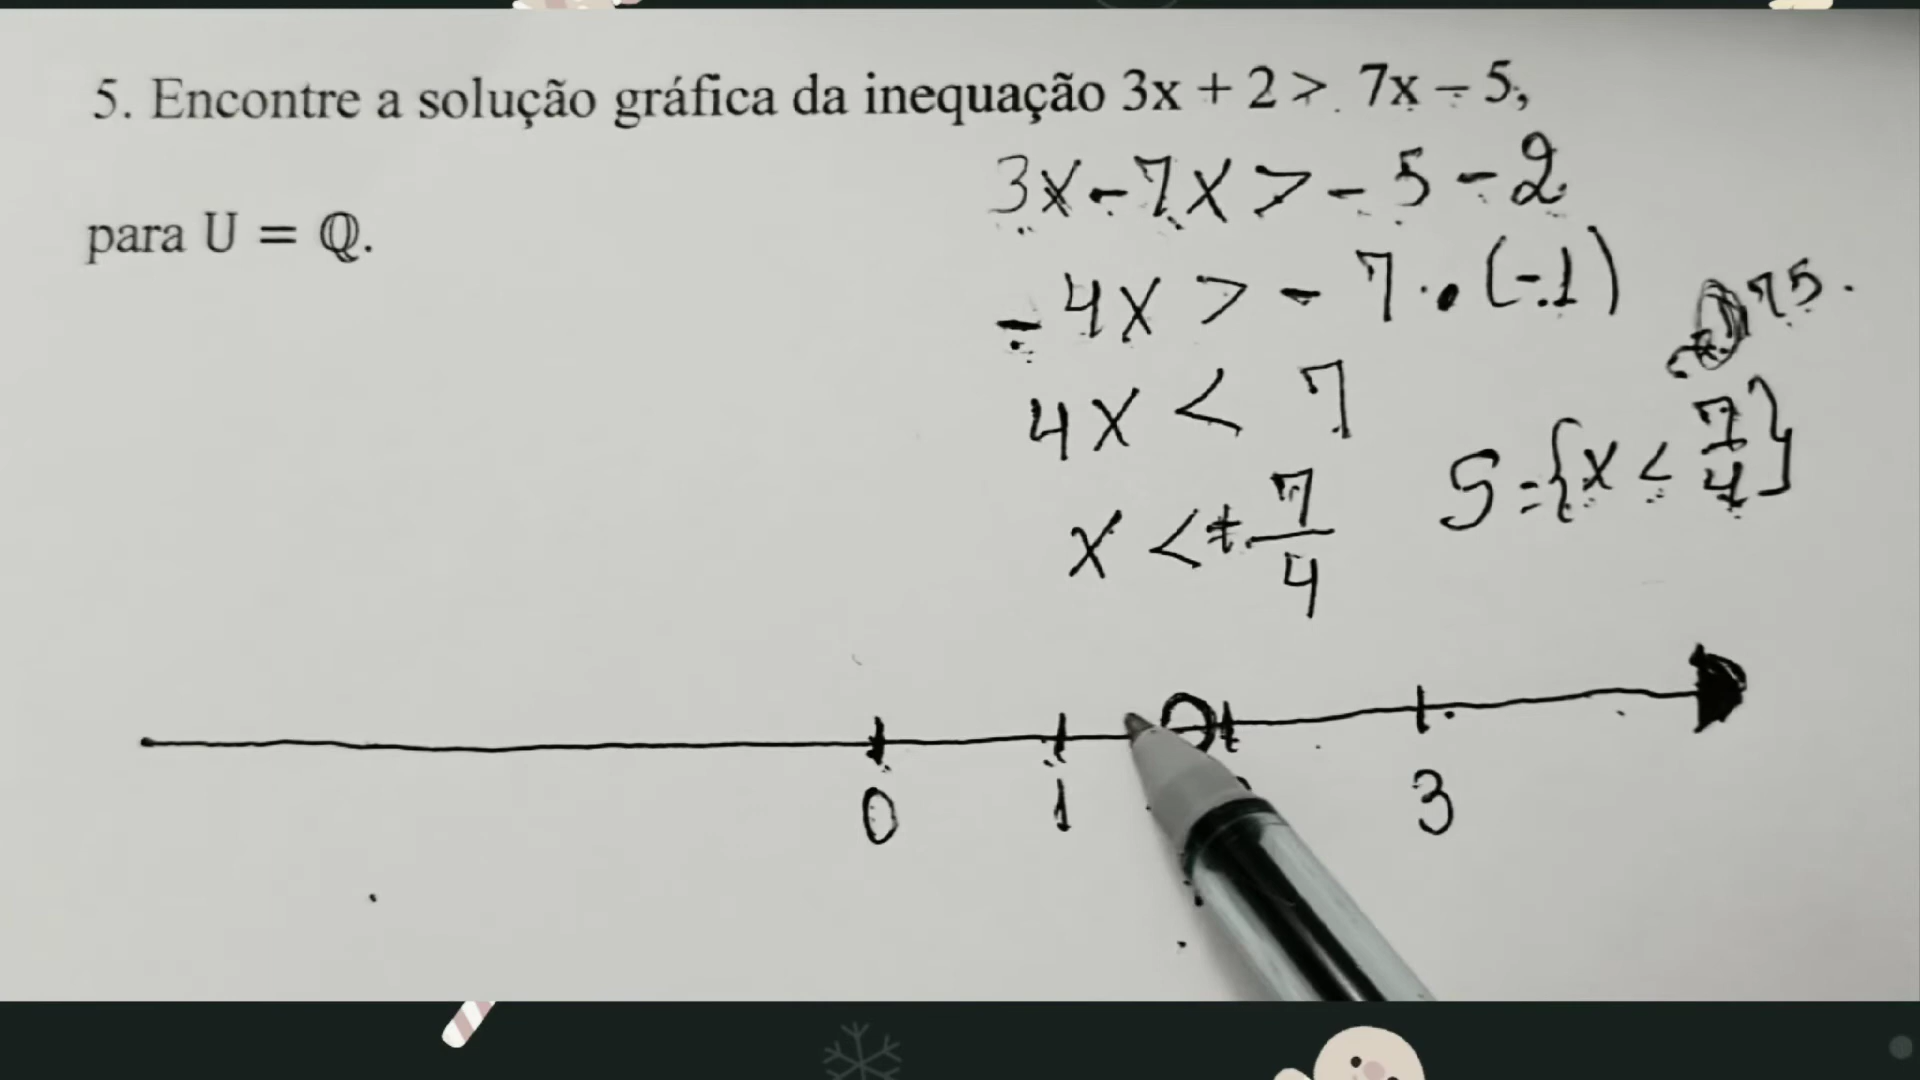 5. Encontre a solução gráfica da inequação 3x + 2 > 7x – 5,
para U = ℚ.
3x - 7x > - 5 - 2
- 4x > - 7 . (-1)
4x < 7
x < + 7/4
75
S = {x < 7/4}
0 1 3